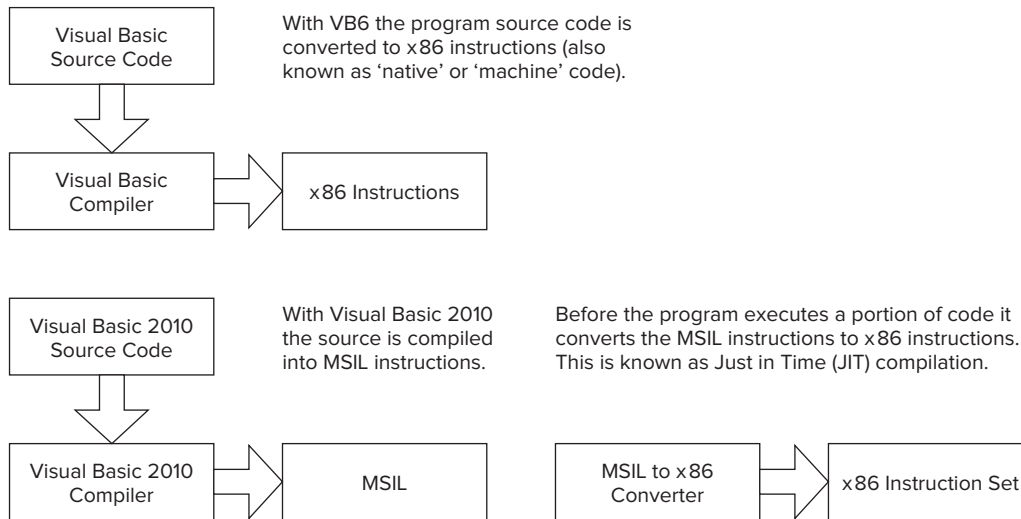 Visual Basic
Source Code
With VB6 the program source code is
converted to x86 instructions (also
known as ‘native’ or ‘machine’ code).
Visual Basic
Compiler
x86 Instructions
Visual Basic 2010
Source Code
With Visual Basic 2010
the source is compiled
into MSIL instructions.
Before the program executes a portion of code it
converts the MSIL instructions to x86 instructions.
This is known as Just in Time (JIT) compilation.
Visual Basic 2010
Compiler
MSIL
MSIL to x86
Converter
x86 Instruction Set